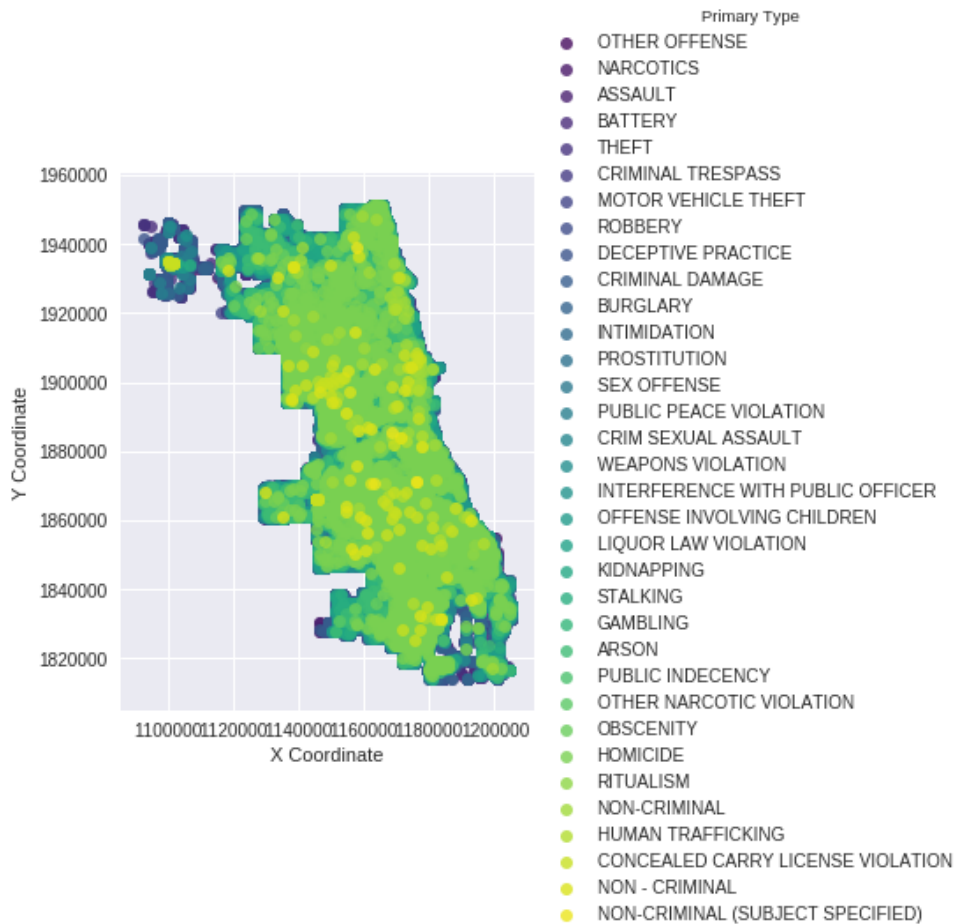 Primary Type
OTHER OFFENSE
NARCOTICS
ASSAULT
BATTERY
THEFT
CRIMINAL TRESPASS
MOTOR VEHICLE THEFT
ROBBERY
DECEPTIVE PRACTICE
CRIMINAL DAMAGE
BURGLARY
INTIMIDATION
PROSTITUTION
SEX OFFENSE
PUBLIC PEACE VIOLATION
CRIM SEXUAL ASSAULT
WEAPONS VIOLATION
INTERFERENCE WITH PUBLIC OFFICER
OFFENSE INVOLVING CHILDREN
LIQUOR LAW VIOLATION
KIDNAPPING
STALKING
GAMBLING
ARSON
PUBLIC INDECENCY
OTHER NARCOTIC VIOLATION
OBSCENITY
HOMICIDE
RITUALISM
NON-CRIMINAL
HUMAN TRAFFICKING
CONCEALED CARRY LICENSE VIOLATION
NON - CRIMINAL
NON-CRIMINAL (SUBJECT SPECIFIED)
1960000
1940000
1920000
1900000
1880000
1860000
1840000
1820000
Y Coordinate
1100000 1120000 1140000 1160000 1180000 1200000
X Coordinate